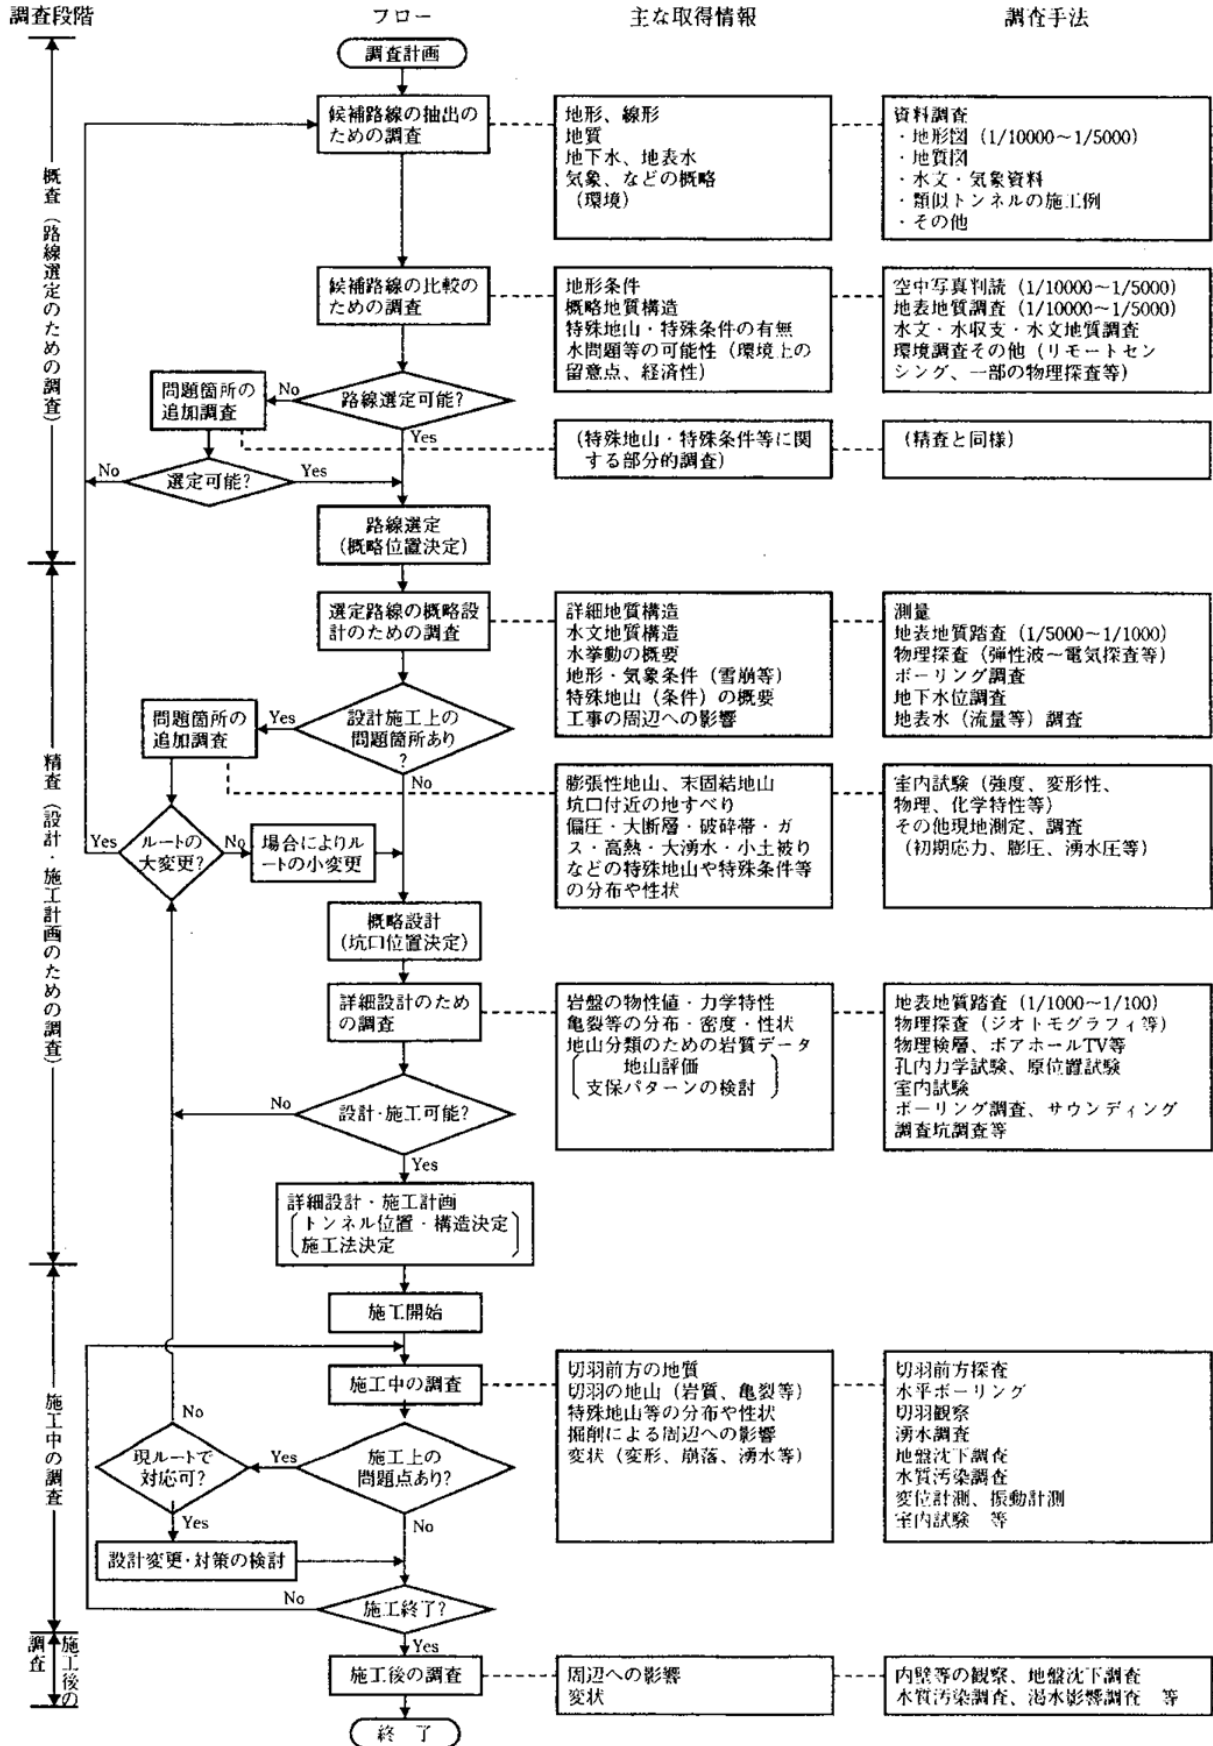 調査段階
フロー
主な取得情報
調査手法
調査計画
候補路線の抽出の
ための調査
地形、線形
地質
地下水、地表水
気象、などの概略
(環境)
資料調査
・地形図(1/10000～1/5000)
・地質図
・水文・気象資料
・類似トンネルの施工例
・その他
概査(路線選定のための調査)
候補路線の比較の
ための調査
地形条件
概略地質構造
特殊地山・特殊条件の有無
水問題等の可能性(環境上の
留意点、経済性)
空中写真判読(1/10000～1/5000)
地表地質調査(1/10000～1/5000)
水文・水収支・水文地質調査
環境調査その他(リモートセン
シング、一部の物理探査等)
問題箇所の
追加調査
No
路線選定可能?
Yes
(特殊地山・特殊条件等に関
する部分的調査)
(精査と同様)
No
選定可能?
Yes
路線選定
(概略位置決定)
選定路線の概略設
計のための調査
詳細地質構造
水文地質構造
水挙動の概要
地形・気象条件(雪崩等)
特殊地山(条件)の概要
工事の周辺への影響
測量
地表地質踏査(1/5000～1/1000)
物理探査(弾性波～電気探査等)
ボーリング調査
地下水位調査
地表水(流量等)調査
問題箇所の
追加調査
Yes
設計施工上の
問題箇所あり
?
No
精査(設計・施工計画のための調査)
膨張性地山、末固結地山
坑口付近の地すべり
偏圧・大断層・破砕帯・ガ
ス・高熱・大湧水・小土被り
などの特殊地山や特殊条件等
の分布や性状
室内試験(強度、変形性、
物理、化学特性等)
その他現地測定、調査
(初期応力、膨圧、湧水圧等)
Yes
ルートの
大変更?
No
場合によりル
ートの小変更
概略設計
(坑口位置決定)
詳細設計のため
の調査
岩盤の物性値・力学特性
亀裂等の分布・密度・性状
地山分類のための岩質データ
地山評価
支保パターンの検討
地表地質踏査(1/1000～1/100)
物理探査(ジオトモグラフィ等)
物理検層、ボアホールTV等
孔内力学試験、原位置試験
室内試験
ボーリング調査、サウンディング
調査坑調査等
No
設計・施工可能?
Yes
詳細設計・施工計画
トンネル位置・構造決定
施工法決定
施工開始
施工中の調査
施工中の調査
切羽前方の地質
切羽の地山(岩質、亀裂等)
特殊地山等の分布や性状
掘削による周辺への影響
変状(変形、崩落、湧水等)
切羽前方探査
水平ボーリング
切羽観察
湧水調査
地盤沈下調査
水質汚染調査
変位計測、振動計測
室内試験 等
No
現ルートで
対応可?
Yes
施工上の
問題点あり?
Yes
No
設計変更・対策の検討
No
施工終了?
Yes
施工後の
調査
施工後の調査
周辺への影響
変状
内壁等の観察、地盤沈下調査
水質汚染調査、渇水影響調査 等
終了